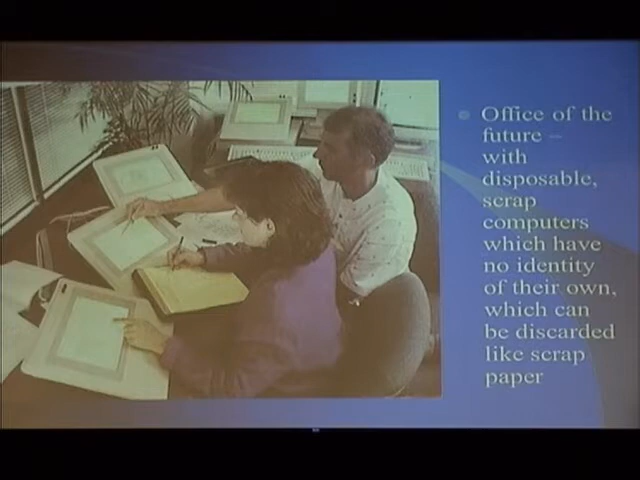 Office of the
future –
with
disposable,
scrap
computers
which have
no identity
of their own,
which can
be discarded
like scrap
paper